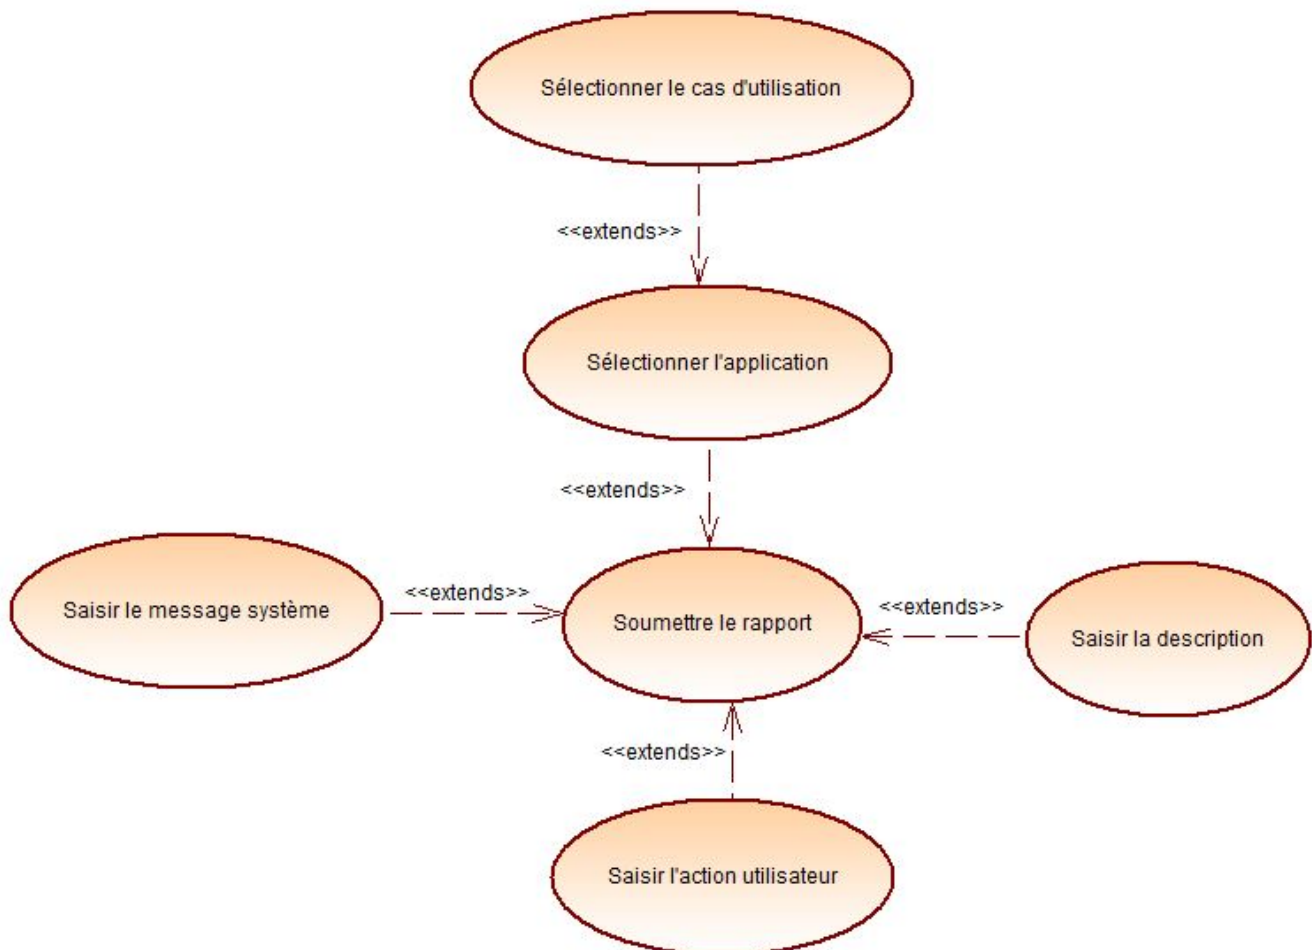 Sélectionner le cas d'utilisation
<<extends>>
Sélectionner l'application
<<extends>>
Saisir le message système
<<extends>>
Soumettre le rapport
<<extends>>
Saisir la description
<<extends>>
Saisir l'action utilisateur